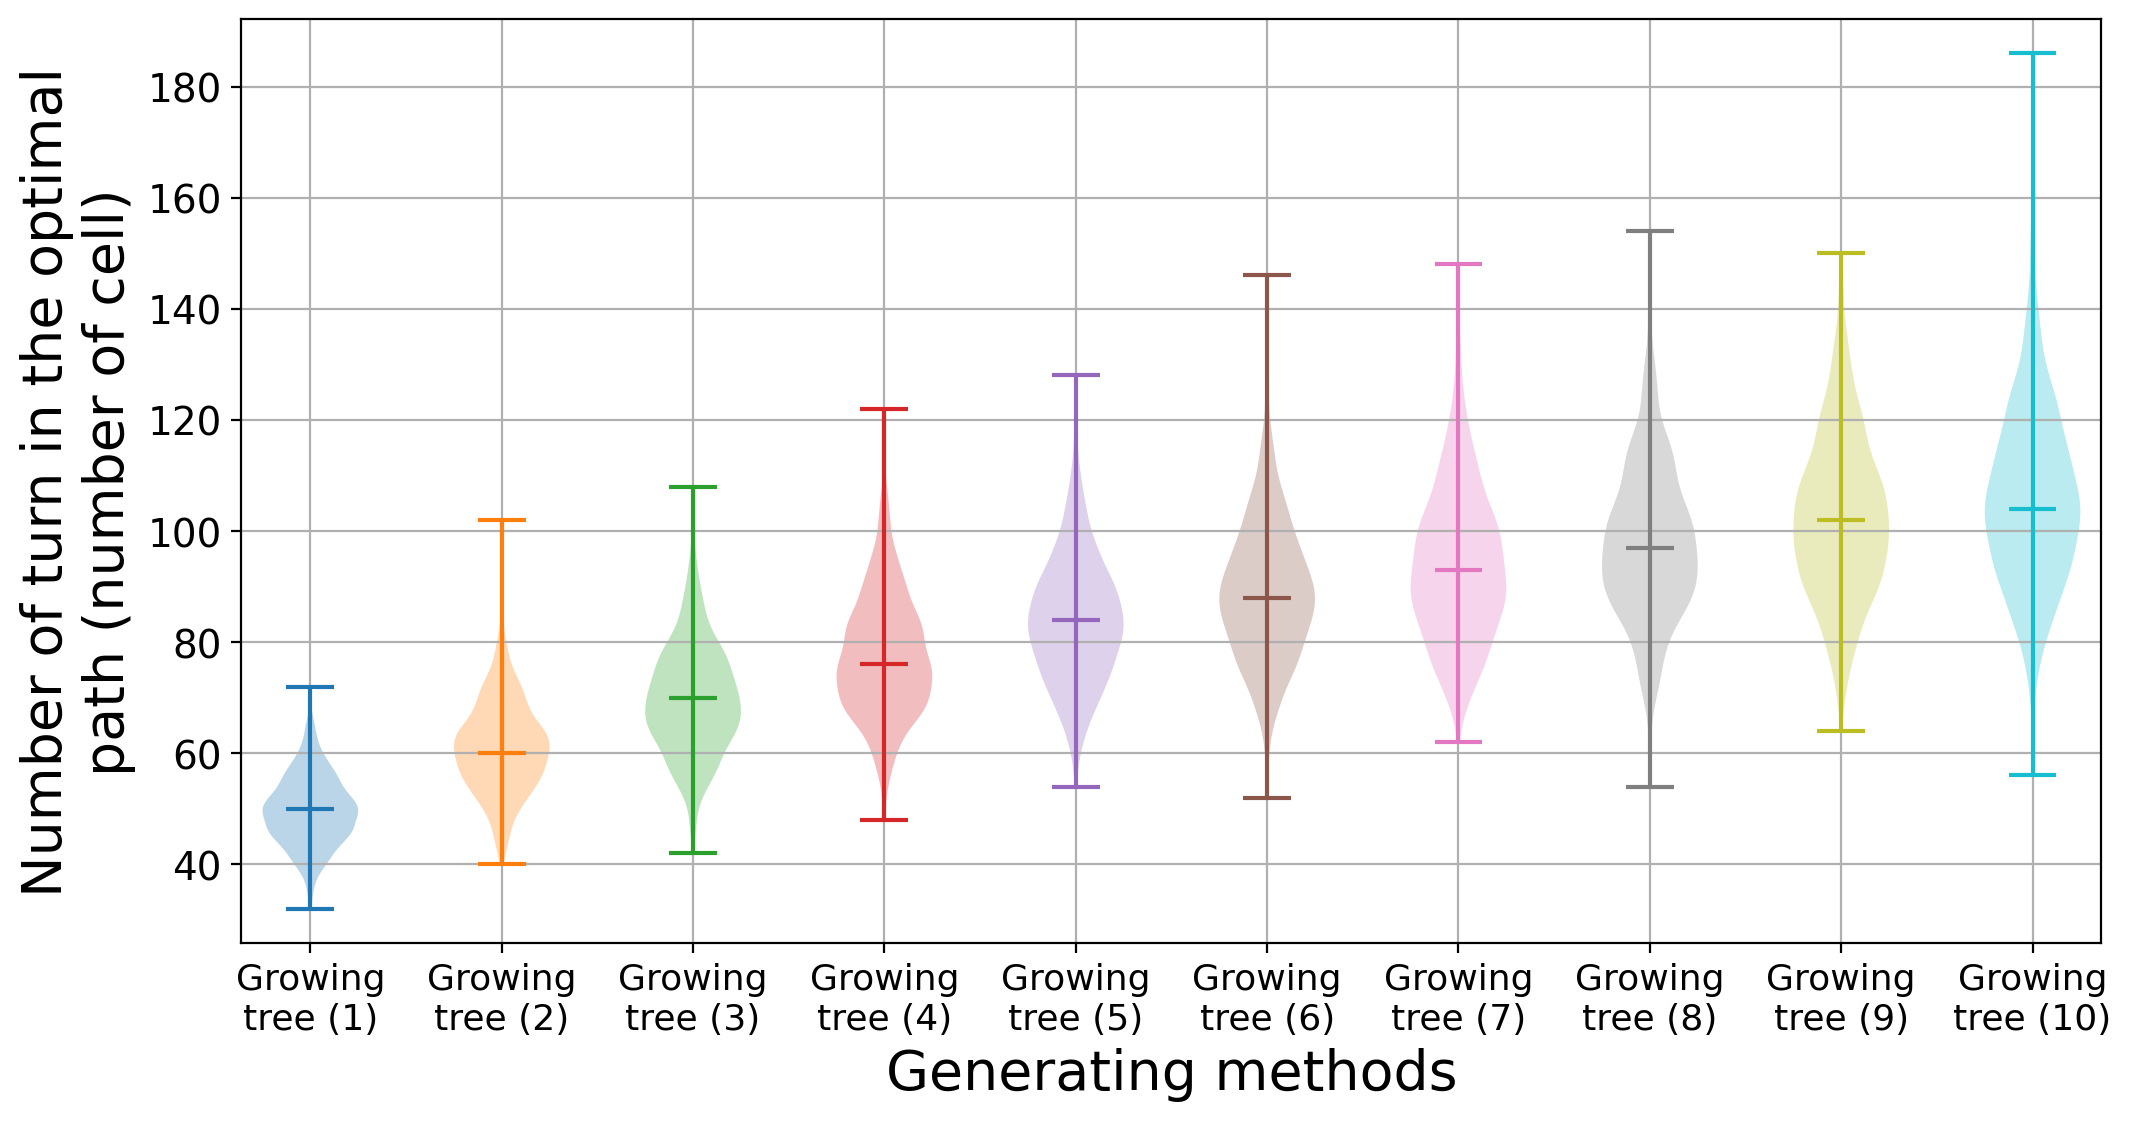 Number of turn in the optimal
path (number of cell)
180
160
140
120
100
80
60
40
Growing Growing Growing Growing Growing Growing Growing Growing Growing Growing
tree (1) tree (2) tree (3) tree (4) tree (5) tree (6) tree (7) tree (8) tree (9) tree (10)
Generating methods